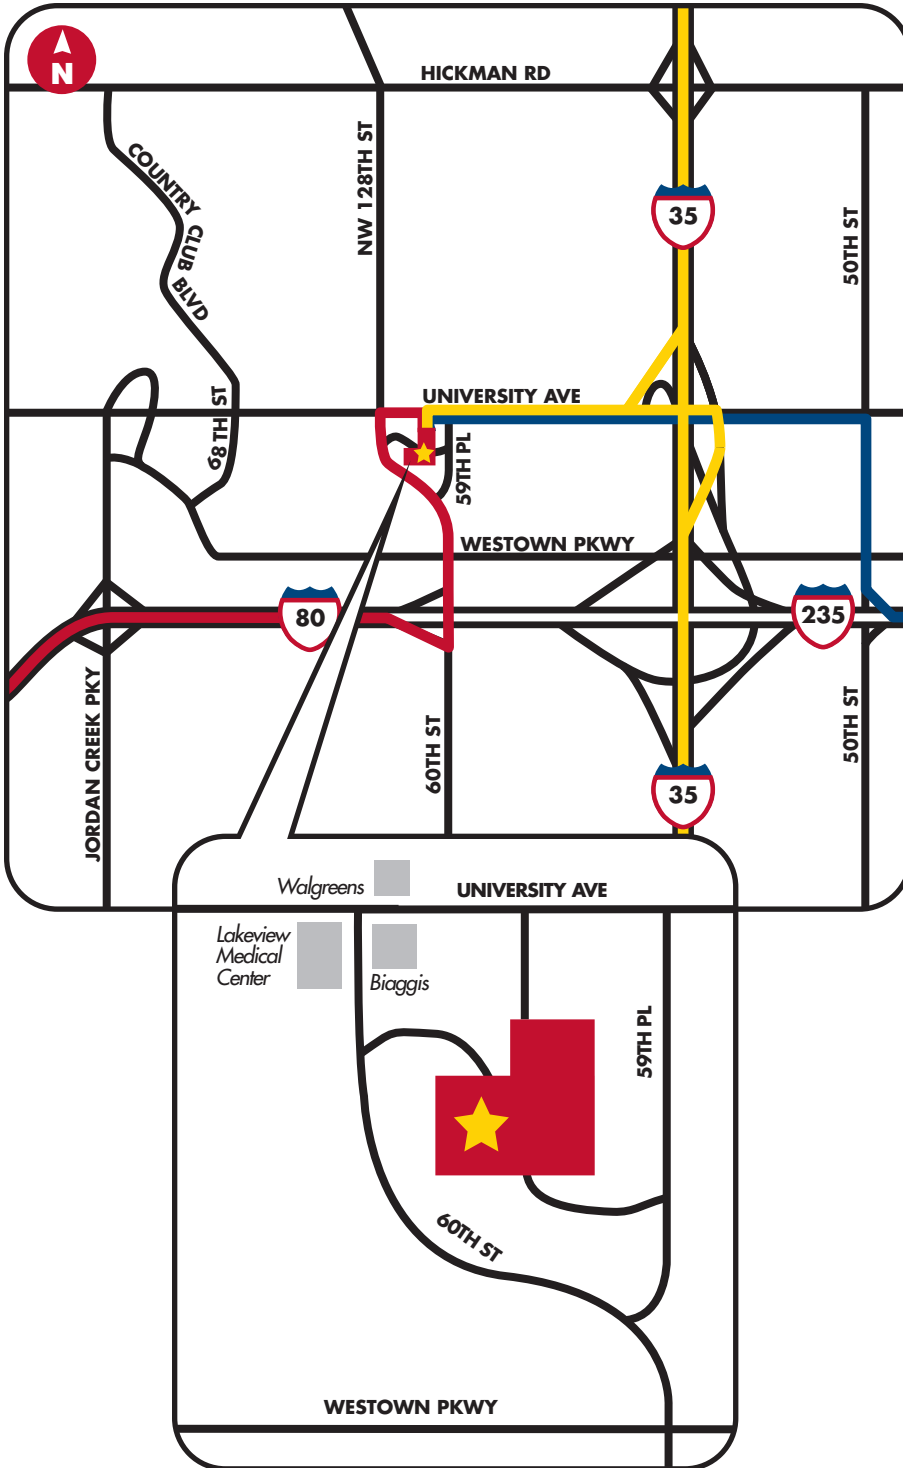 N
HICKMAN RD
COUNTRY CLUB BLVD
NW 128TH ST
35
50TH ST
UNIVERSITY AVE
68TH ST
59TH PL
WESTOWN PKWY
80
235
JORDAN CREEK PKY
60TH ST
50TH ST
35
Walgreens
UNIVERSITY AVE
Lakeview
Medical
Center
Biaggis
59TH PL
60TH ST
WESTOWN PKWY